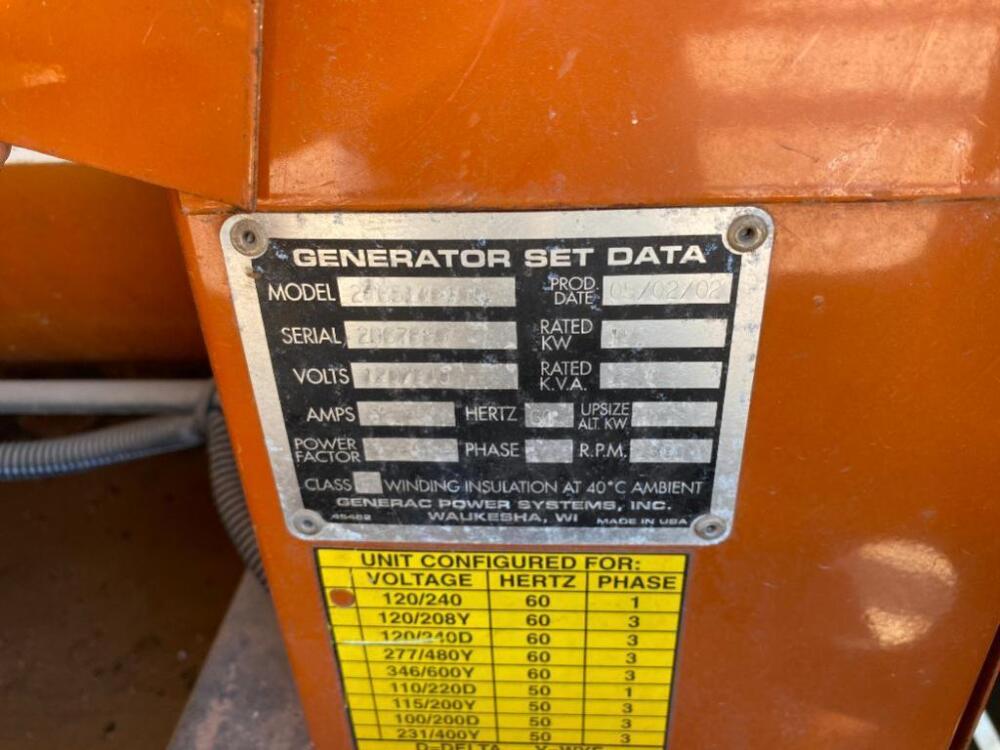 GENERATOR SET DATA
MODEL PROD. DATE 05/02/02
SERIAL RATED KW
VOLTS RATED K.V.A.
AMPS HERTZ 60 UPSIZE ALT. KW
POWER FACTOR PHASE R.P.M.
CLASS WINDING INSULATION AT 40°C AMBIENT
GENERAC POWER SYSTEMS, INC.
45482 WAUKESHA, WI MADE IN USA
UNIT CONFIGURED FOR:
VOLTAGE HERTZ PHASE
120/240 60 1
120/208Y 60 3
120/240D 60 3
277/480Y 60 3
346/600Y 60 3
110/220D 50 1
115/200Y 50 3
100/200D 50 3
231/400Y 50 3
D=DELTA Y=WYE